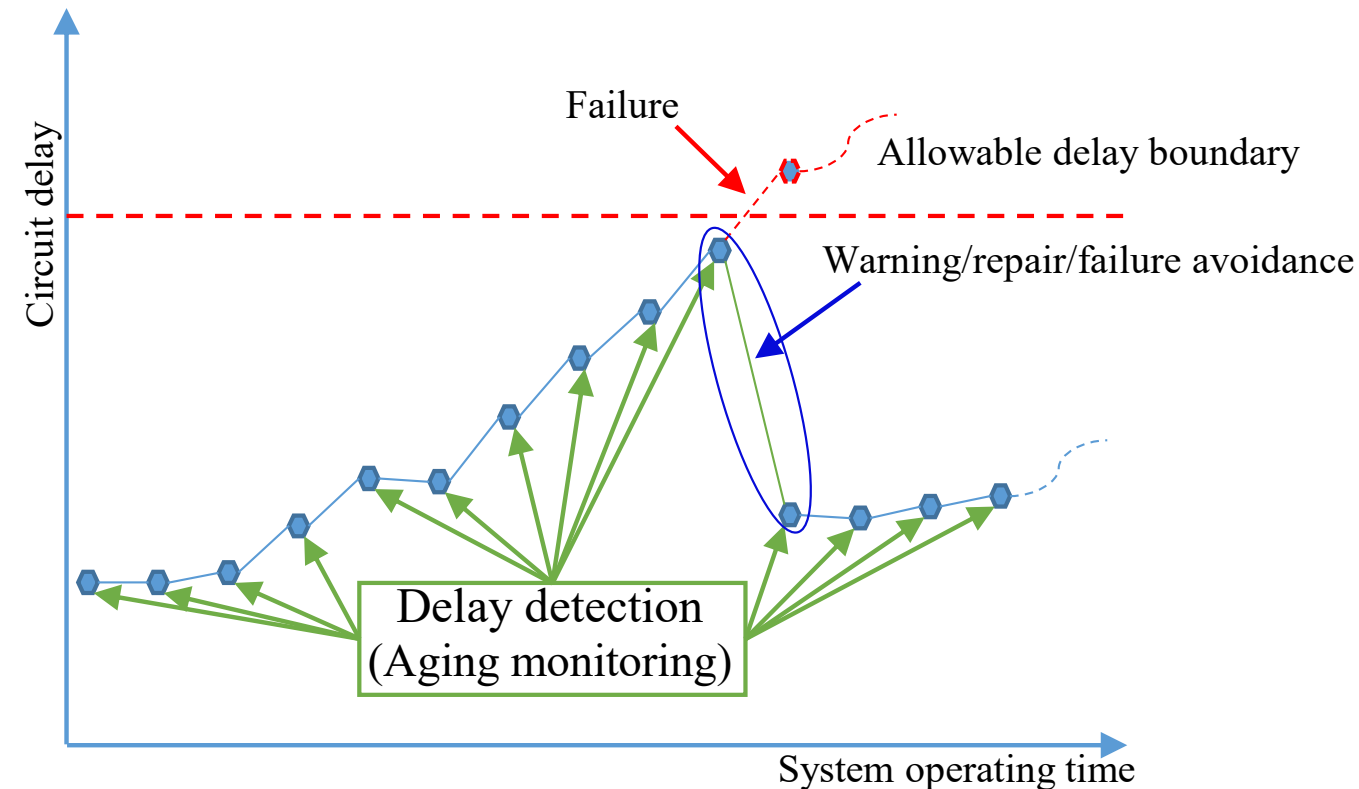 Failure
Allowable delay boundary
Circuit delay
Warning/repair/failure avoidance
Delay detection
(Aging monitoring)
System operating time